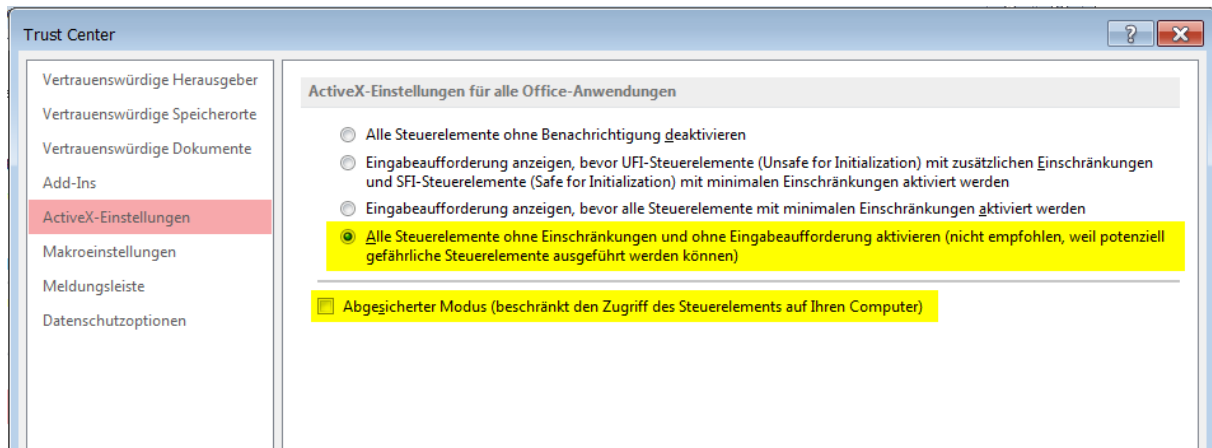 Trust Center
Vertrauenswürdige Herausgeber
Vertrauenswürdige Speicherorte
Vertrauenswürdige Dokumente
Add-Ins
ActiveX-Einstellungen
Makroeinstellungen
Meldungsleiste
Datenschutzoptionen
ActiveX-Einstellungen für alle Office-Anwendungen
Alle Steuerelemente ohne Benachrichtigung deaktivieren
Eingabeaufforderung anzeigen, bevor UFI-Steuerelemente (Unsafe for Initialization) mit zusätzlichen Einschränkungen
und SFI-Steuerelemente (Safe for Initialization) mit minimalen Einschränkungen aktiviert werden
Eingabeaufforderung anzeigen, bevor alle Steuerelemente mit minimalen Einschränkungen aktiviert werden
Alle Steuerelemente ohne Einschränkungen und ohne Eingabeaufforderung aktivieren (nicht empfohlen, weil potenziell
gefährliche Steuerelemente ausgeführt werden können)
Abgesicherter Modus (beschränkt den Zugriff des Steuerelements auf Ihren Computer)